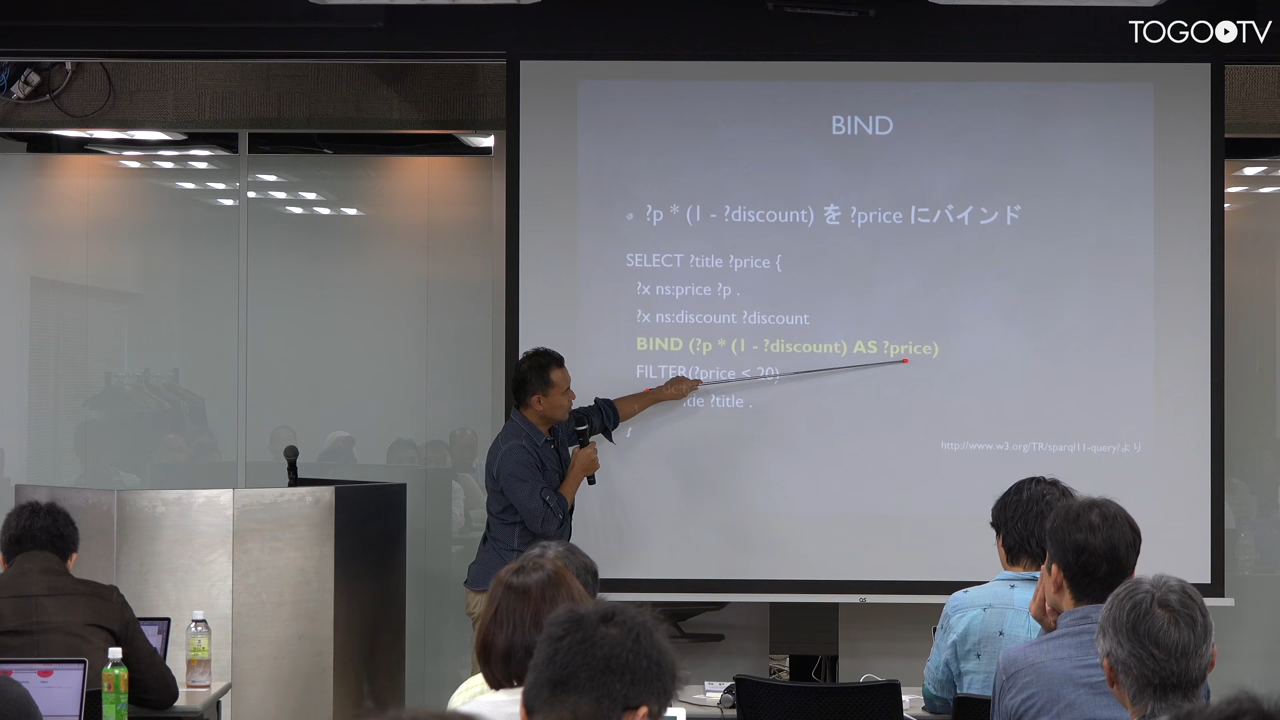 TOGOTV
BIND
?p * (1 - ?discount) を ?price にバインド
SELECT ?title ?price {
?x ns:price ?p .
?x ns:discount ?discount
BIND (?p * (1 - ?discount) AS ?price)
FILTER(?price < 20)
?title .
http://www.w3.org/TR/sparql11-query/より